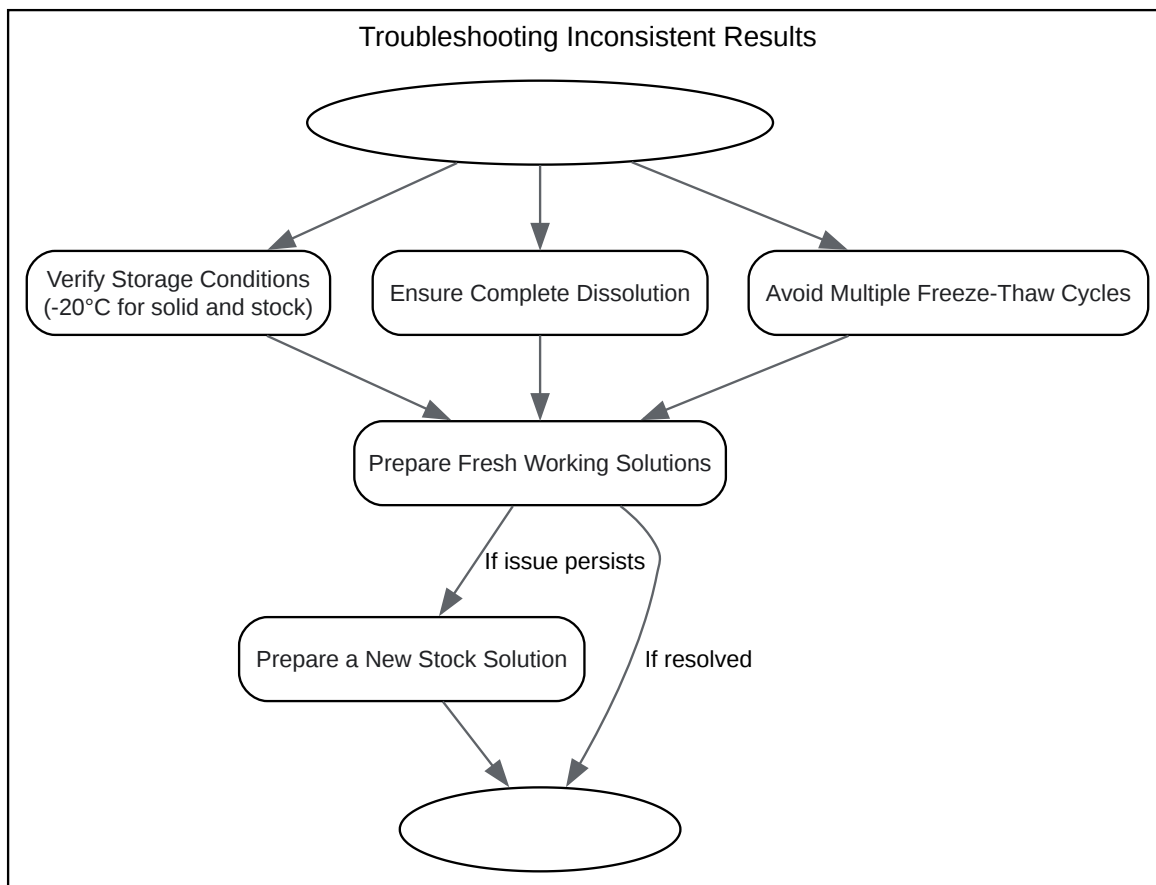 Troubleshooting Inconsistent Results
Verify Storage Conditions
(-20°C for solid and stock)
Ensure Complete Dissolution
Avoid Multiple Freeze-Thaw Cycles
Prepare Fresh Working Solutions
If issue persists
Prepare a New Stock Solution
If resolved